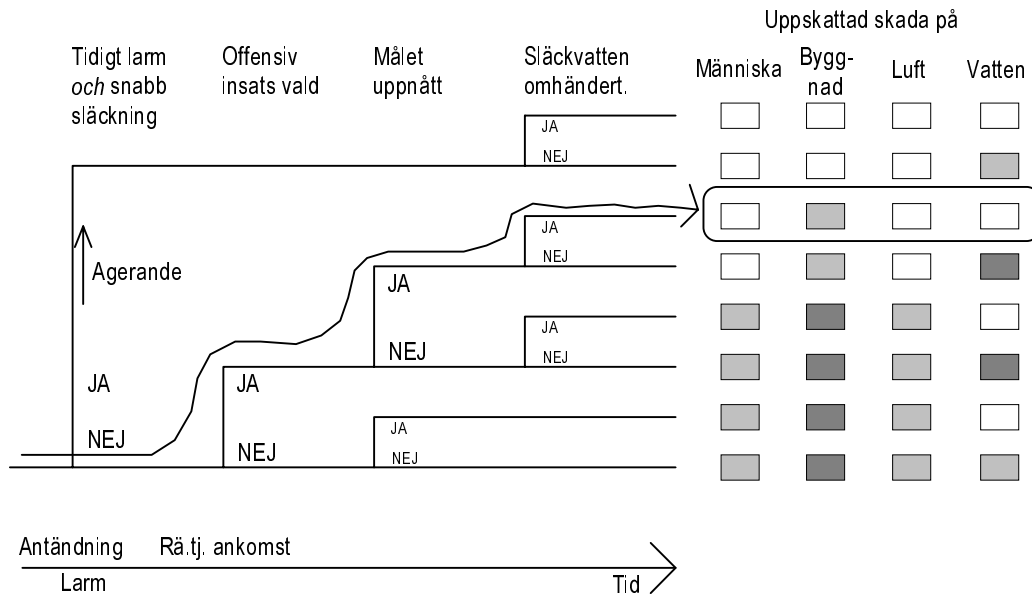 Uppskattad skada på
Tidigt larm
och snabb
släckning
Offensiv
insats vald
Målet
uppnått
Släckvatten
omhändert.
Människa
Bygg-
nad
Luft
Vatten
JA
NEJ
JA
NEJ
Agerande
JA
NEJ
JA
NEJ
JA
NEJ
JA
NEJ
JA
NEJ
Antändning
Rä.tj. ankomst
Larm
Tid